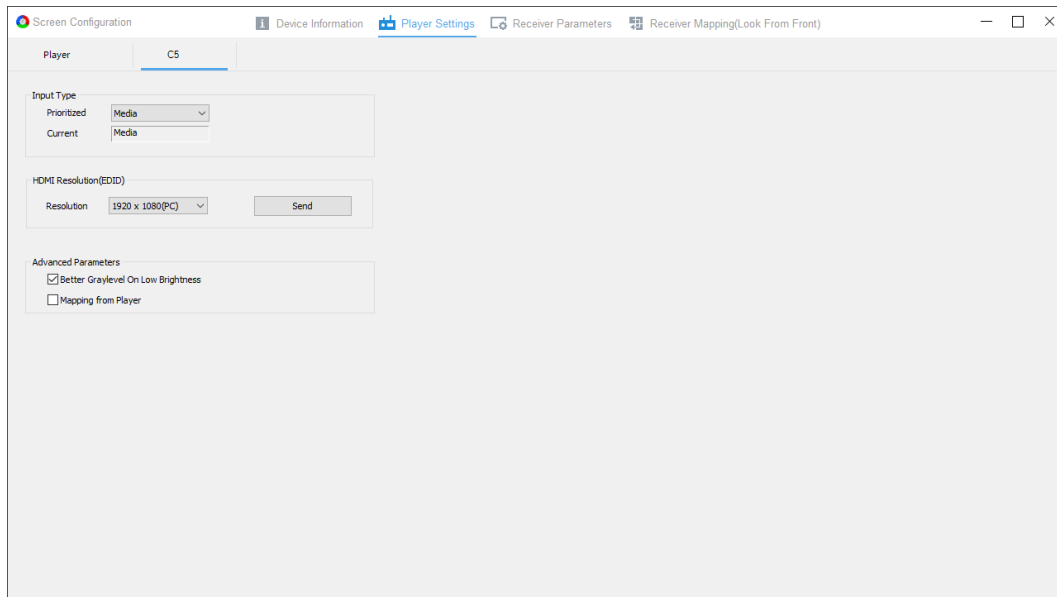 Screen Configuration
Device Information
Player Settings
Receiver Parameters
Receiver Mapping(Look From Front)
Player
C5
Input Type
Prioritized Media
Current Media
HDMI Resolution(EDID)
Resolution 1920 x 1080(PC) Send
Advanced Parameters
Better Graylevel On Low Brightness
Mapping from Player